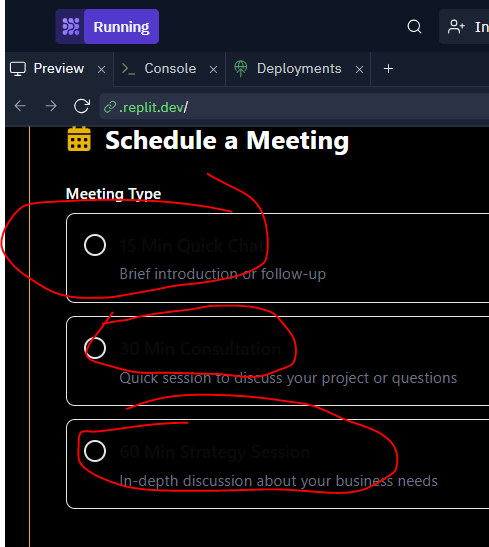 Running
In
Preview
Console
Deployments
.replit.dev/
Schedule a Meeting
Meeting Type
15 Min Quick Chat
Brief introduction or follow-up
30 Min Consultation
Quick session to discuss your project or questions
60 Min Strategy Session
In-depth discussion about your business needs